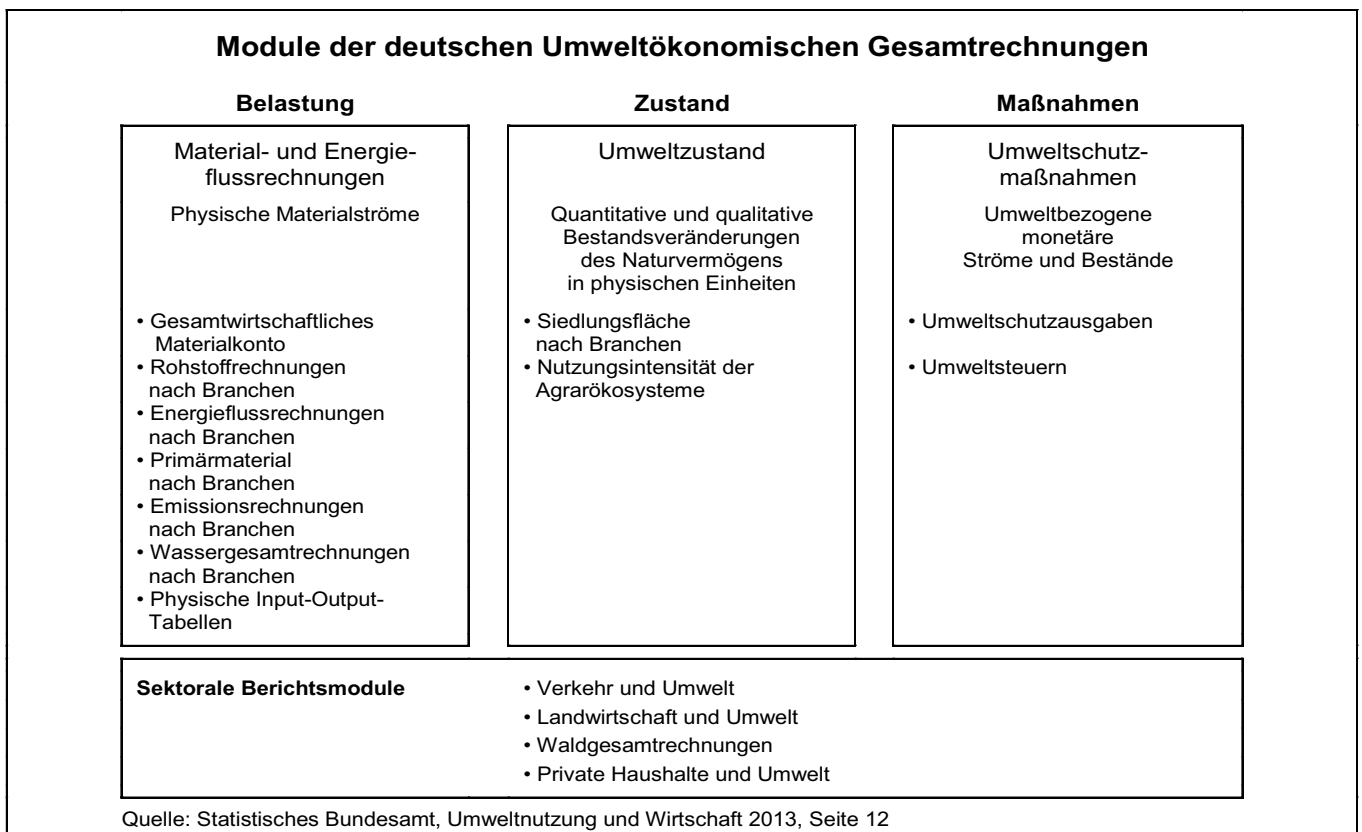 Module der deutschen Umweltökonomischen Gesamtrechnungen
Belastung
Material- und Energie-
flussrechnungen
Physische Materialströme
• Gesamtwirtschaftliches
Materialkonto
• Rohstoffrechnungen
nach Branchen
• Energieflussrechnungen
nach Branchen
• Primärmaterial
nach Branchen
• Emissionsrechnungen
nach Branchen
• Wassergesamtrechnungen
nach Branchen
• Physische Input-Output-
Tabellen
Zustand
Umweltzustand
Quantitative und qualitative
Bestandsveränderungen
des Naturvermögens
in physischen Einheiten
• Siedlungsfläche
nach Branchen
• Nutzungsintensität der
Agrarökosysteme
Maßnahmen
Umweltschutz-
maßnahmen
Umweltbezogene
monetäre
Ströme und Bestände
• Umweltschutzausgaben
• Umweltsteuern
Sektorale Berichtsmodule
• Verkehr und Umwelt
• Landwirtschaft und Umwelt
• Waldgesamtrechnungen
• Private Haushalte und Umwelt
Quelle: Statistisches Bundesamt, Umweltnutzung und Wirtschaft 2013, Seite 12